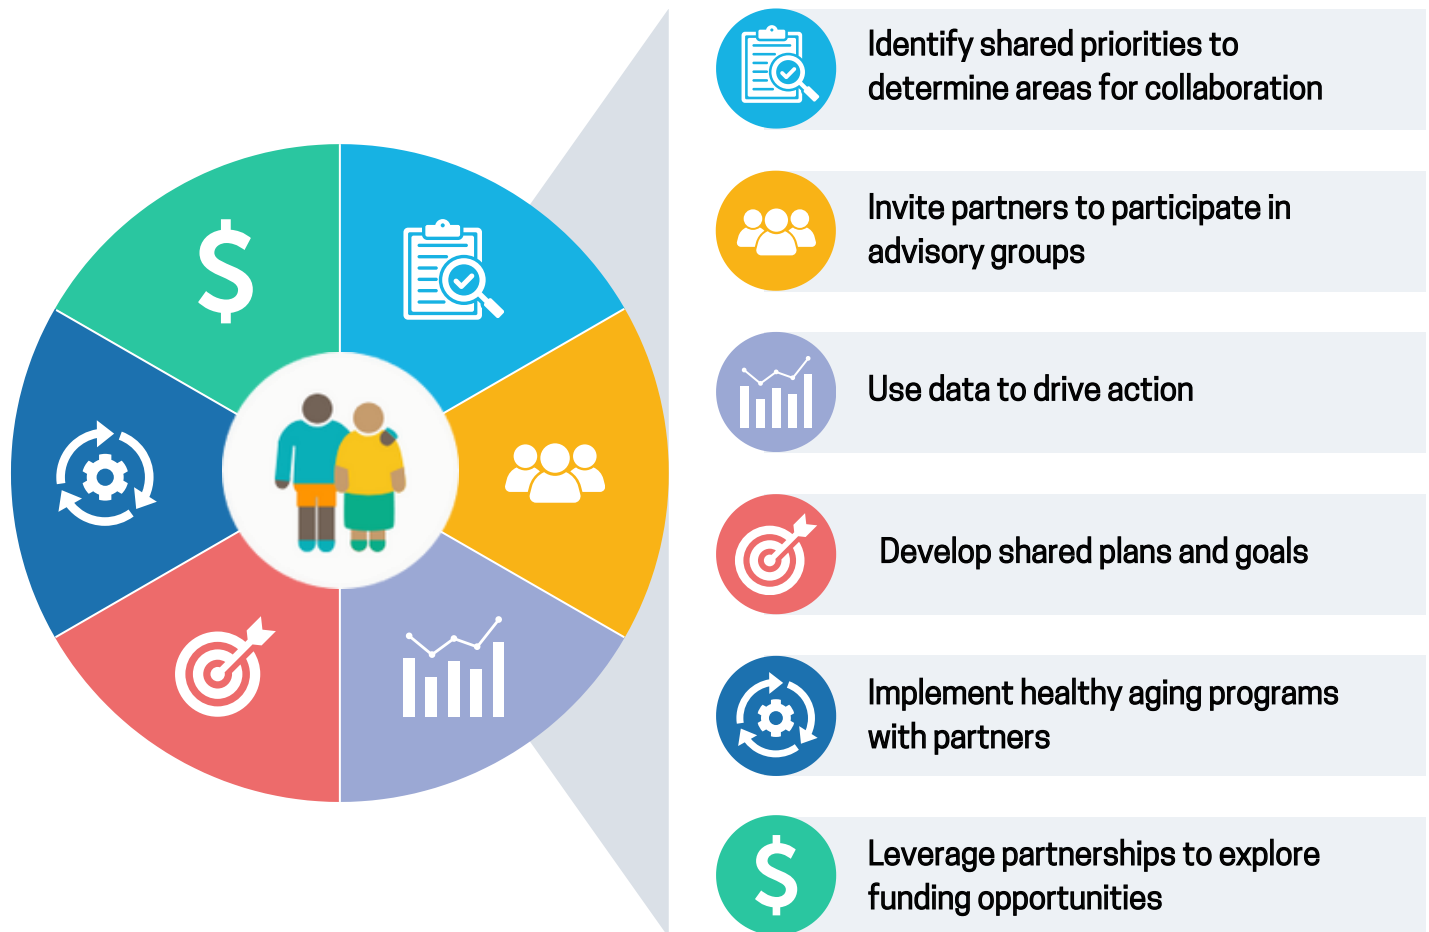 Identify shared priorities to
determine areas for collaboration
Invite partners to participate in
advisory groups
Use data to drive action
Develop shared plans and goals
Implement healthy aging programs
with partners
Leverage partnerships to explore
funding opportunities